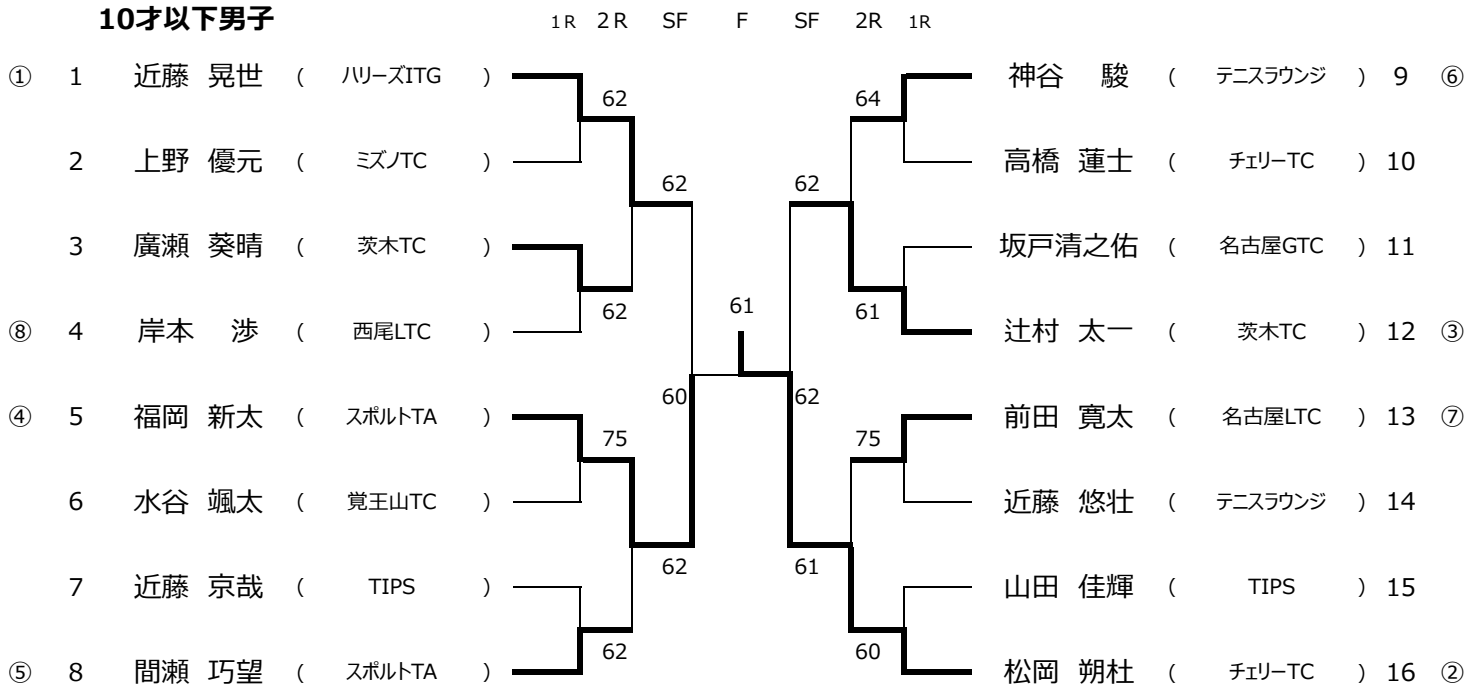 10才以下男子 1R 2R SF F SF 2R 1R
① 1 近藤 晃世 ( ハリーズITG ) 神谷 駿 ( テニスラウンジ ) 9 ⑥
62 64
2 上野 優元 ( ミズノTC ) 高橋 蓮士 ( チェリーTC ) 10
62 62
3 廣瀬 葵晴 ( 茨木TC ) 坂戸清之佑 ( 名古屋GTC ) 11
62 61 61
⑧ 4 岸本 渉 ( 西尾LTC ) 辻村 太一 ( 茨木TC ) 12 ③
60 62
④ 5 福岡 新太 ( スポルトTA ) 前田 寛太 ( 名古屋LTC ) 13 ⑦
75 75
6 水谷 颯太 ( 覚王山TC ) 近藤 悠壮 ( テニスラウンジ ) 14
62 61
7 近藤 京哉 ( TIPS ) 山田 佳輝 ( TIPS ) 15
62 60
⑤ 8 間瀬 巧望 ( スポルトTA ) 松岡 朔杜 ( チェリーTC ) 16 ②